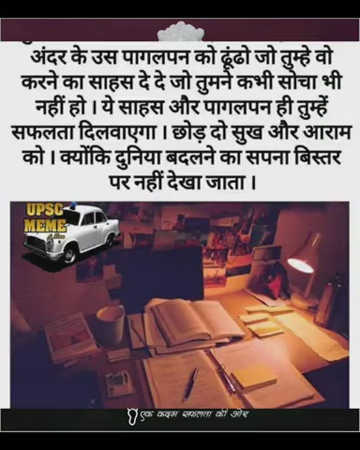 अंदर के उस पागलपन को ढूंढो जो तुम्हे वो
करने का साहस दे दे जो तुमने कभी सोचा भी
नहीं हो । ये साहस और पागलपन ही तुम्हें
सफलता दिलवाएगा । छोड़ दो सुख और आराम
को । क्योंकि दुनिया बदलने का सपना बिस्तर
पर नहीं देखा जाता ।
UPSC
MEME
एक कदम सफलता की ओर